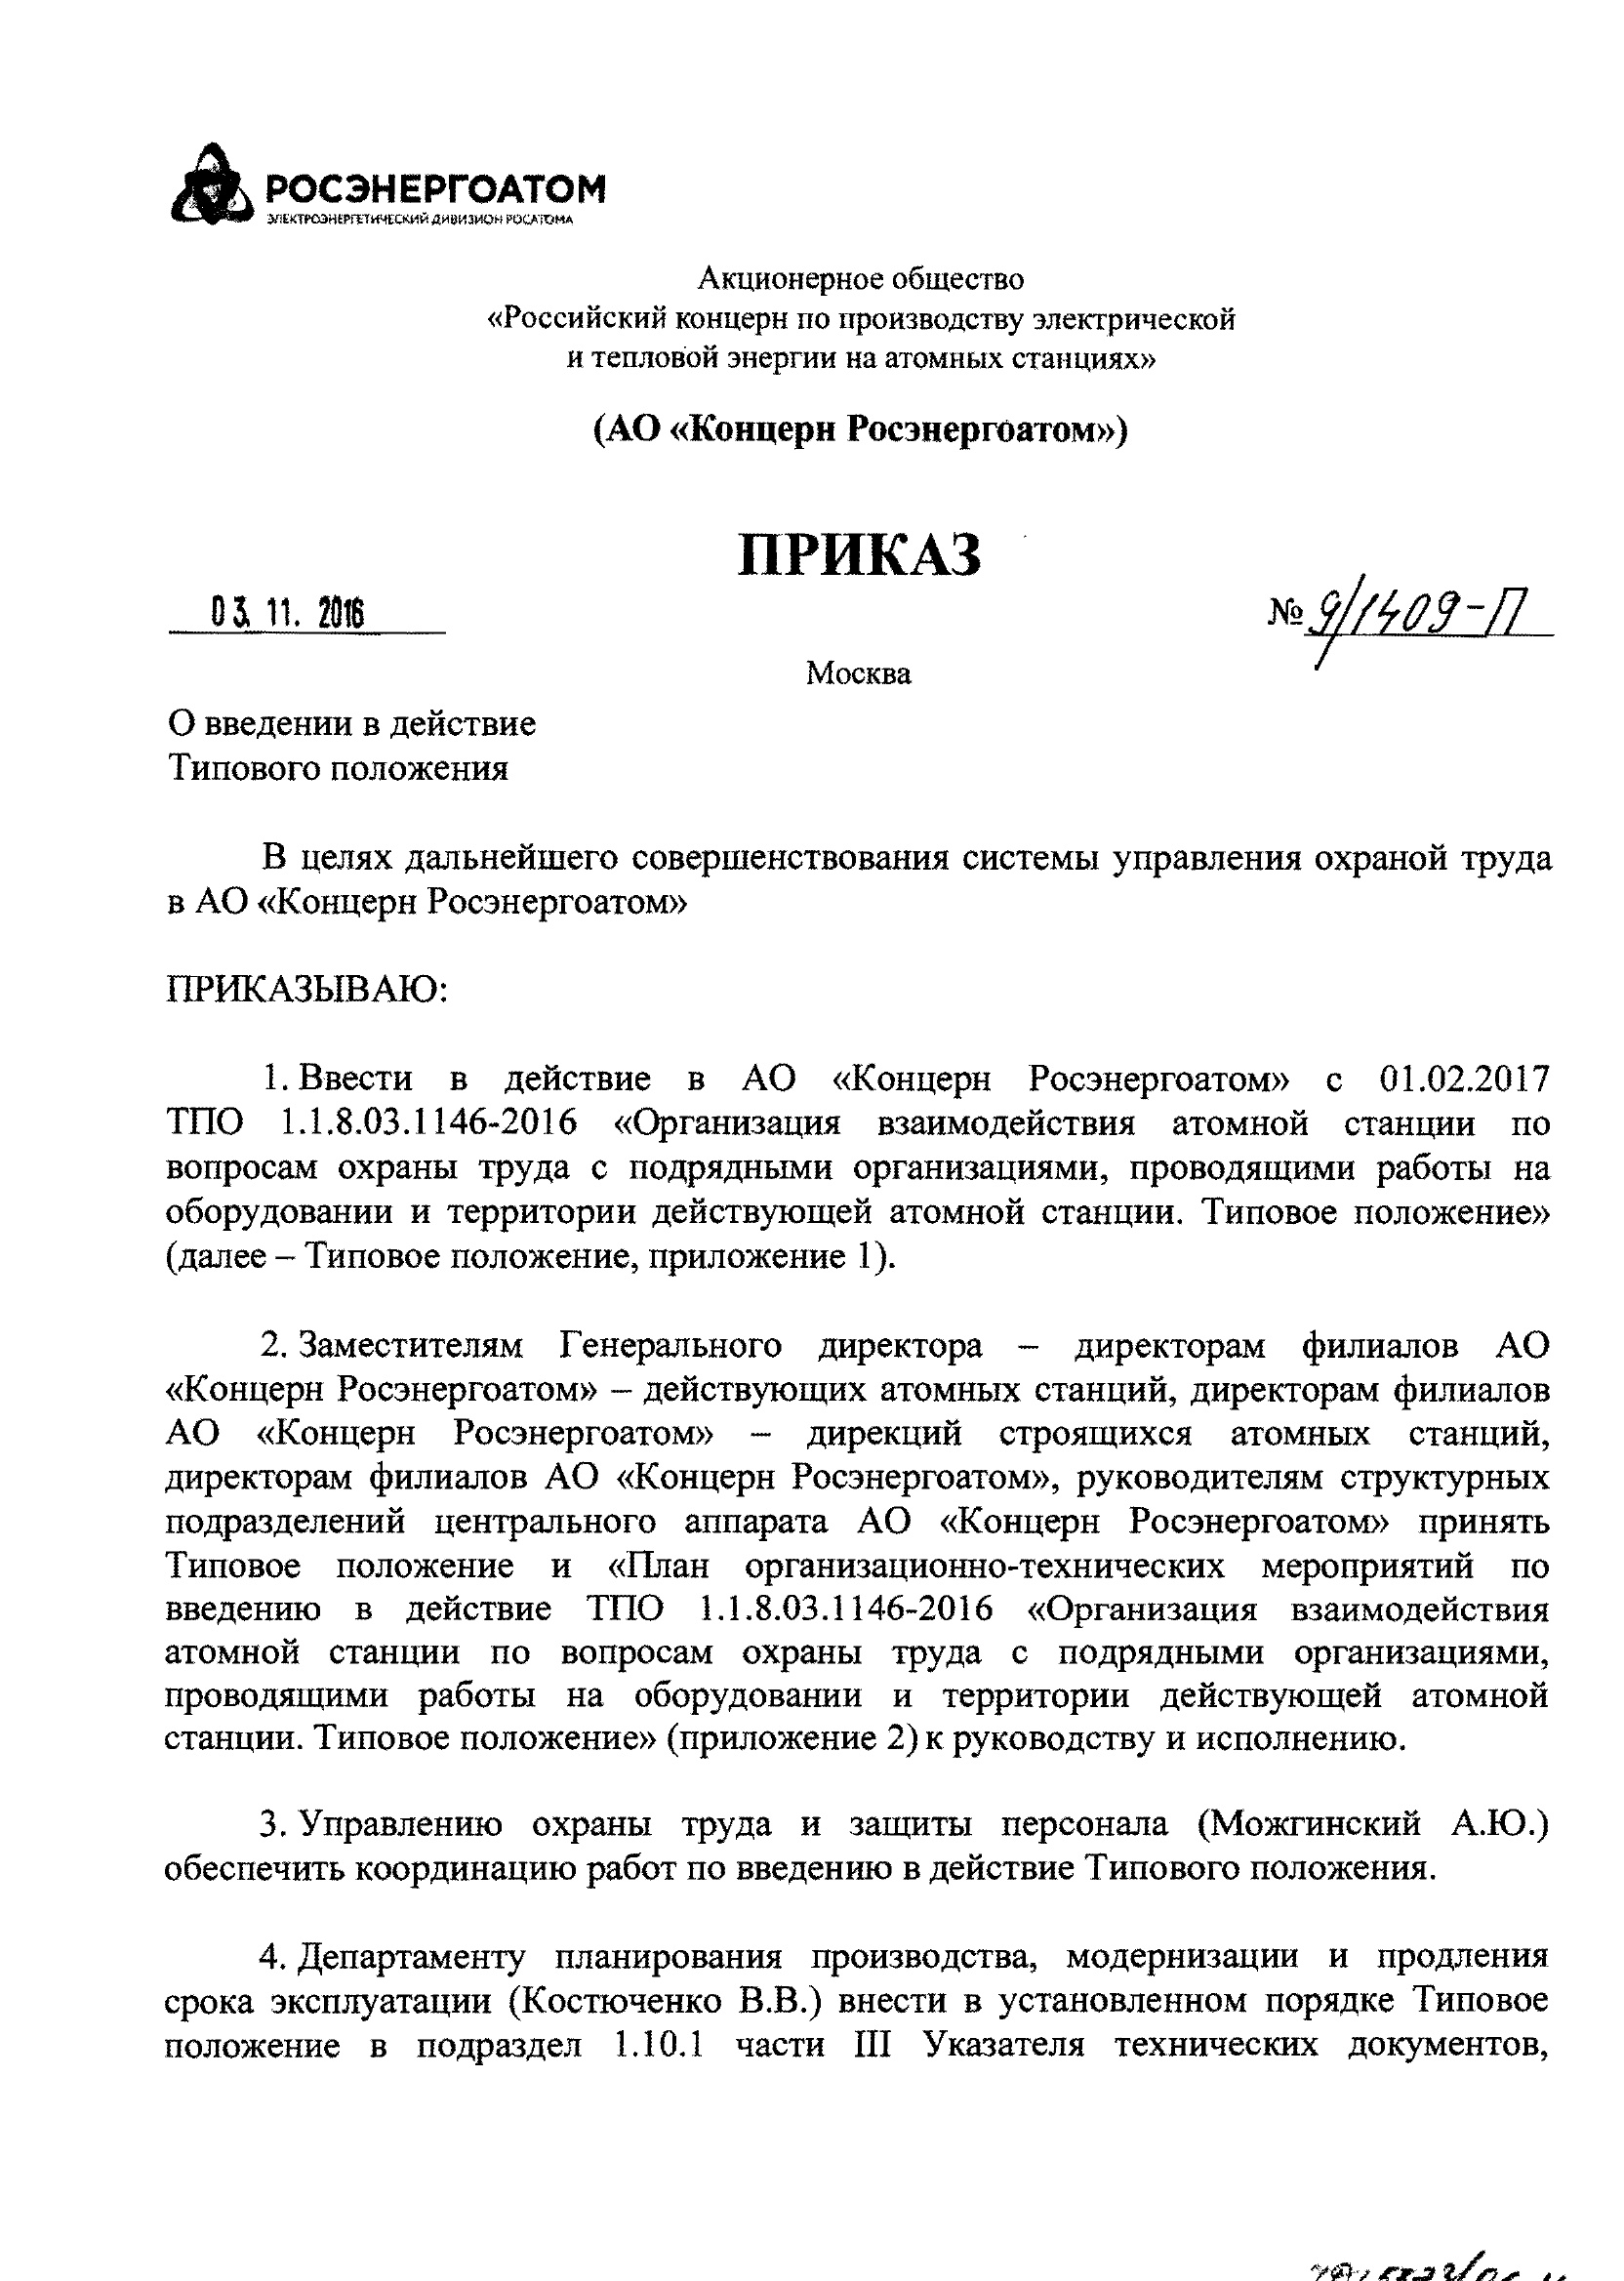 РОСЭНЕРГОАТОМ
ЭЛЕКТРОЭНЕРГЕТИЧЕСКИЙ ДИВИЗИОН РОСАТОМА
Акционерное общество
«Российский концерн по производству электрической
и тепловой энергии на атомных станциях»
(АО «Концерн Росэнергоатом»)
ПРИКАЗ
03. 11. 2016
№ 9/1409-П
Москва
О введении в действие
Типового положения
В целях дальнейшего совершенствования системы управления охраной труда
в АО «Концерн Росэнергоатом»
ПРИКАЗЫВАЮ:
1. Ввести в действие в АО «Концерн Росэнергоатом» с 01.02.2017
ТПО 1.1.8.03.1146-2016 «Организация взаимодействия атомной станции по
вопросам охраны труда с подрядными организациями, проводящими работы на
оборудовании и территории действующей атомной станции. Типовое положение»
(далее – Типовое положение, приложение 1).
2. Заместителям Генерального директора – директорам филиалов АО
«Концерн Росэнергоатом» – действующих атомных станций, директорам филиалов
АО «Концерн Росэнергоатом» – дирекций строящихся атомных станций,
директорам филиалов АО «Концерн Росэнергоатом», руководителям структурных
подразделений центрального аппарата АО «Концерн Росэнергоатом» принять
Типовое положение и «План организационно-технических мероприятий по
введению в действие ТПО 1.1.8.03.1146-2016 «Организация взаимодействия
атомной станции по вопросам охраны труда с подрядными организациями,
проводящими работы на оборудовании и территории действующей атомной
станции. Типовое положение» (приложение 2) к руководству и исполнению.
3. Управлению охраны труда и защиты персонала (Можгинский А.Ю.)
обеспечить координацию работ по введению в действие Типового положения.
4. Департаменту планирования производства, модернизации и продления
срока эксплуатации (Костюченко В.В.) внести в установленном порядке Типовое
положение в подраздел 1.10.1 части III Указателя технических документов,